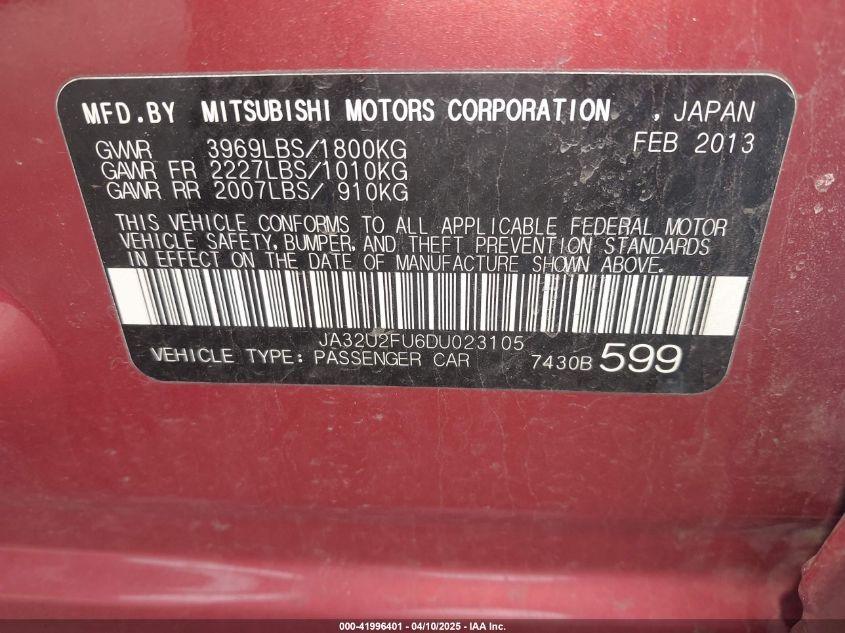 MFD.BY MITSUBISHI MOTORS CORPORATION , JAPAN
FEB 2013
GVWR 3969LBS/1800KG
GAWR FR 2227LBS/1010KG
GAWR RR 2007LBS/ 910KG
THIS VEHICLE CONFORMS TO ALL APPLICABLE FEDERAL MOTOR
VEHICLE SAFETY, BUMPER, AND THEFT PREVENTION STANDARDS
IN EFFECT ON THE DATE OF MANUFACTURE SHOWN ABOVE.
JA32U2FU6DU023105
VEHICLE TYPE: PASSENGER CAR 7430B 599
000-41996401 - 04/10/2025 - IAA Inc.